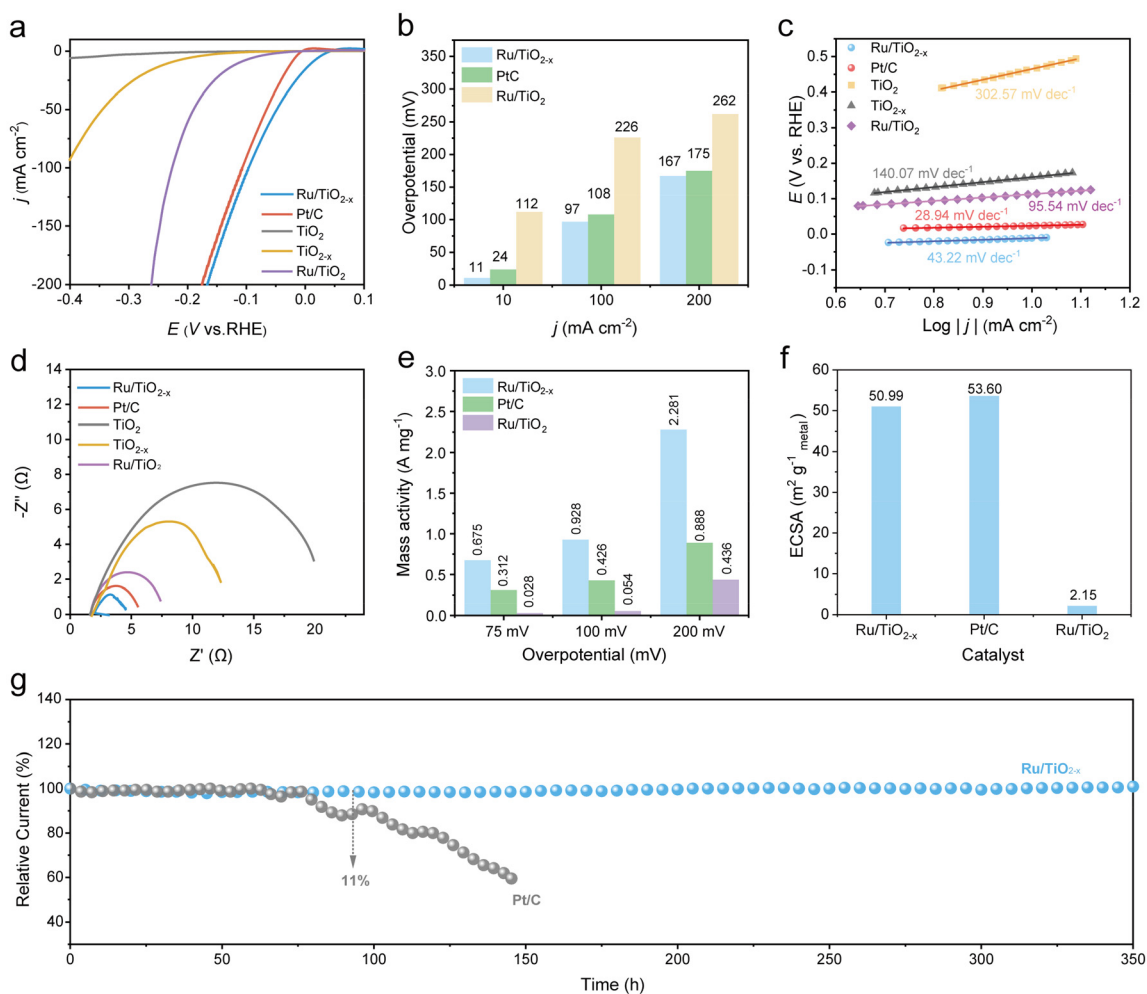 a
j (mA cm⁻²)
0
-50
-100
-150
-200
-0.4 -0.3 -0.2 -0.1 0.0 0.1
E (V vs.RHE)
Ru/TiO₂₋ₓ
Pt/C
TiO₂
TiO₂₋ₓ
Ru/TiO₂
b
Overpotential (mV)
350
300
250
200
150
100
50
0
Ru/TiO₂₋ₓ
PtC
Ru/TiO₂
11 24 112
97 108 226
167 175 262
10 100 200
j (mA cm⁻²)
c
E (V vs. RHE)
0.5
0.4
0.3
0.2
0.1
0.0
-0.1
Ru/TiO₂₋ₓ
Pt/C
TiO₂
TiO₂₋ₓ
Ru/TiO₂
302.57 mV dec⁻¹
140.07 mV dec⁻¹
95.54 mV dec⁻¹
28.94 mV dec⁻¹
43.22 mV dec⁻¹
0.6 0.7 0.8 0.9 1.0 1.1 1.2
Log | j | (mA cm⁻²)
d
-Z'' (Ω)
14
12
10
8
6
4
2
0
Ru/TiO₂₋ₓ
Pt/C
TiO₂
TiO₂₋ₓ
Ru/TiO₂
0 5 10 15 20
Z' (Ω)
e
Mass activity (A mg⁻¹)
3.0
2.5
2.0
1.5
1.0
0.5
0.0
Ru/TiO₂₋ₓ
Pt/C
Ru/TiO₂
0.675 0.312 0.028
0.928 0.426 0.054
2.281 0.888 0.436
75 mV 100 mV 200 mV
Overpotential (mV)
f
ECSA (m² g⁻¹ metal)
60
50
40
30
20
10
0
50.99 53.60 2.15
Ru/TiO₂₋ₓ Pt/C Ru/TiO₂
Catalyst
g
Relative Current (%)
140
120
100
80
60
40
Ru/TiO₂₋ₓ
11%
Pt/C
0 50 100 150 200 250 300 350
Time (h)